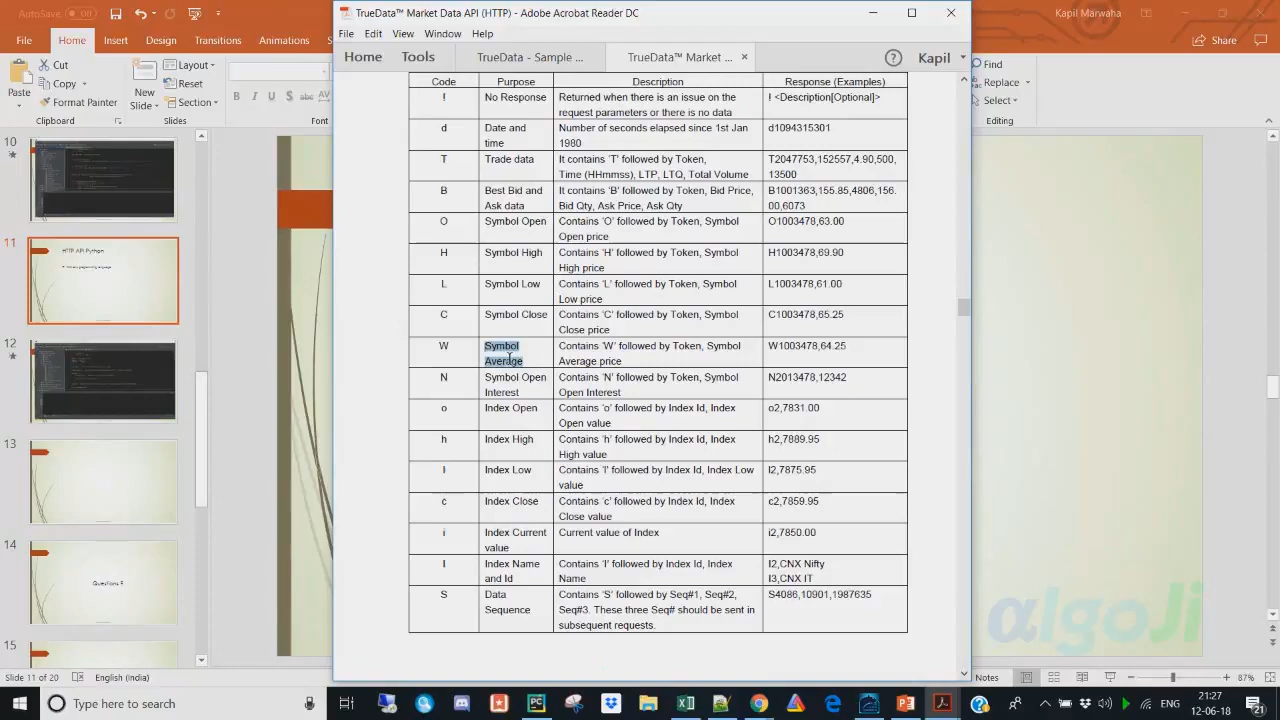 AutoSave Off
TrueData™ Market Data API (HTTP) - Adobe Acrobat Reader DC
Kapil Marwaha
File Home Insert Design Transitions Animations
File Edit View Window Help
Share
Home Tools TrueData - Sample ... TrueData™ Market ... × Kapil
Paste
Cut
Copy
Format Painter
Clipboard
New
Slide
Layout
Reset
Section
B I U S
Font
Find
Replace
Select
Editing
Code Purpose Description Response (Examples)
! No Response Returned when there is an issue on the ! <Description[Optional]>
request parameters or there is no data
d Date and Number of seconds elapsed since 1st Jan d1094315301
time 1980
T Trade data It contains 'T' followed by Token, T2047753,152557,4.90,500,
Time (HHmmss), LTP, LTQ, Total Volume 13500
B Best Bid and It contains 'B' followed by Token, Bid Price, B1001363,155.85,4806,156.
Ask data Bid Qty, Ask Price, Ask Qty 00,6073
O Symbol Open Contains 'O' followed by Token, Symbol O1003478,63.00
Open price
H Symbol High Contains 'H' followed by Token, Symbol H1003478,69.90
High price
L Symbol Low Contains 'L' followed by Token, Symbol L1003478,61.00
Low price
C Symbol Close Contains 'C' followed by Token, Symbol C1003478,65.25
Close price
W Symbol Contains 'W' followed by Token, Symbol W1003478,64.25
Average Average price
N Symbol Open Contains 'N' followed by Token, Symbol N2013478,12342
Interest Open Interest
o Index Open Contains 'o' followed by Index Id, Index o2,7831.00
Open value
h Index High Contains 'h' followed by Index Id, Index h2,7889.95
High value
l Index Low Contains 'l' followed by Index Id, Index Low l2,7875.95
value
c Index Close Contains 'c' followed by Index Id, Index c2,7859.95
Close value
i Index Current Current value of Index i2,7850.00
value
I Index Name Contains 'I' followed by Index Id, Index I2,CNX Nifty
and Id Name I3,CNX IT
S Data Contains 'S' followed by Seq#1, Seq#2, S4086,10901,1987635
Sequence Seq#3. These three Seq# should be sent in
subsequent requests.
10
11
HTTP API Python
12
13
14
Questions ?
15
algoJi
Slide 11 of 20 English (India)
Notes 87%
Type here to search
ENG
21:27
12-06-18
21